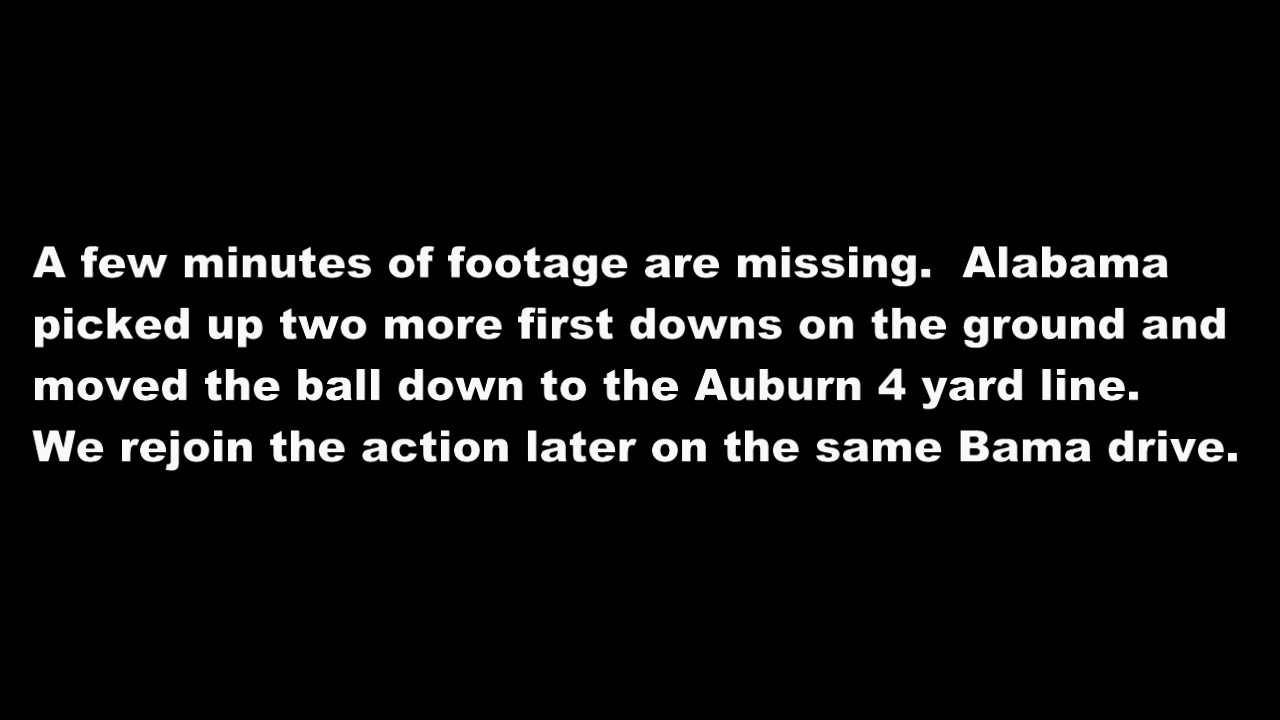 A few minutes of footage are missing.  Alabama
picked up two more first downs on the ground and
moved the ball down to the Auburn 4 yard line.
We rejoin the action later on the same Bama drive.